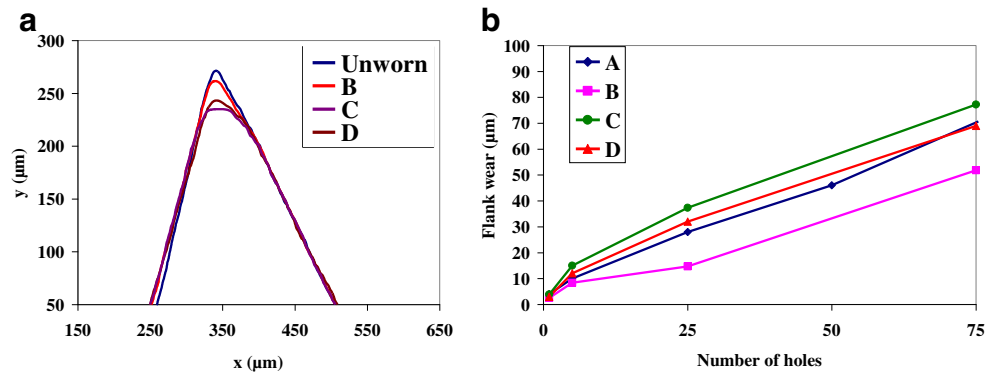 a
300
250
200
150
100
50
150 250 350 450 550 650
y (µm)
x (µm)
Unworn
B
C
D
b
100
90
80
70
60
50
40
30
20
10
0
0 25 50 75
Flank wear (µm)
Number of holes
A
B
C
D